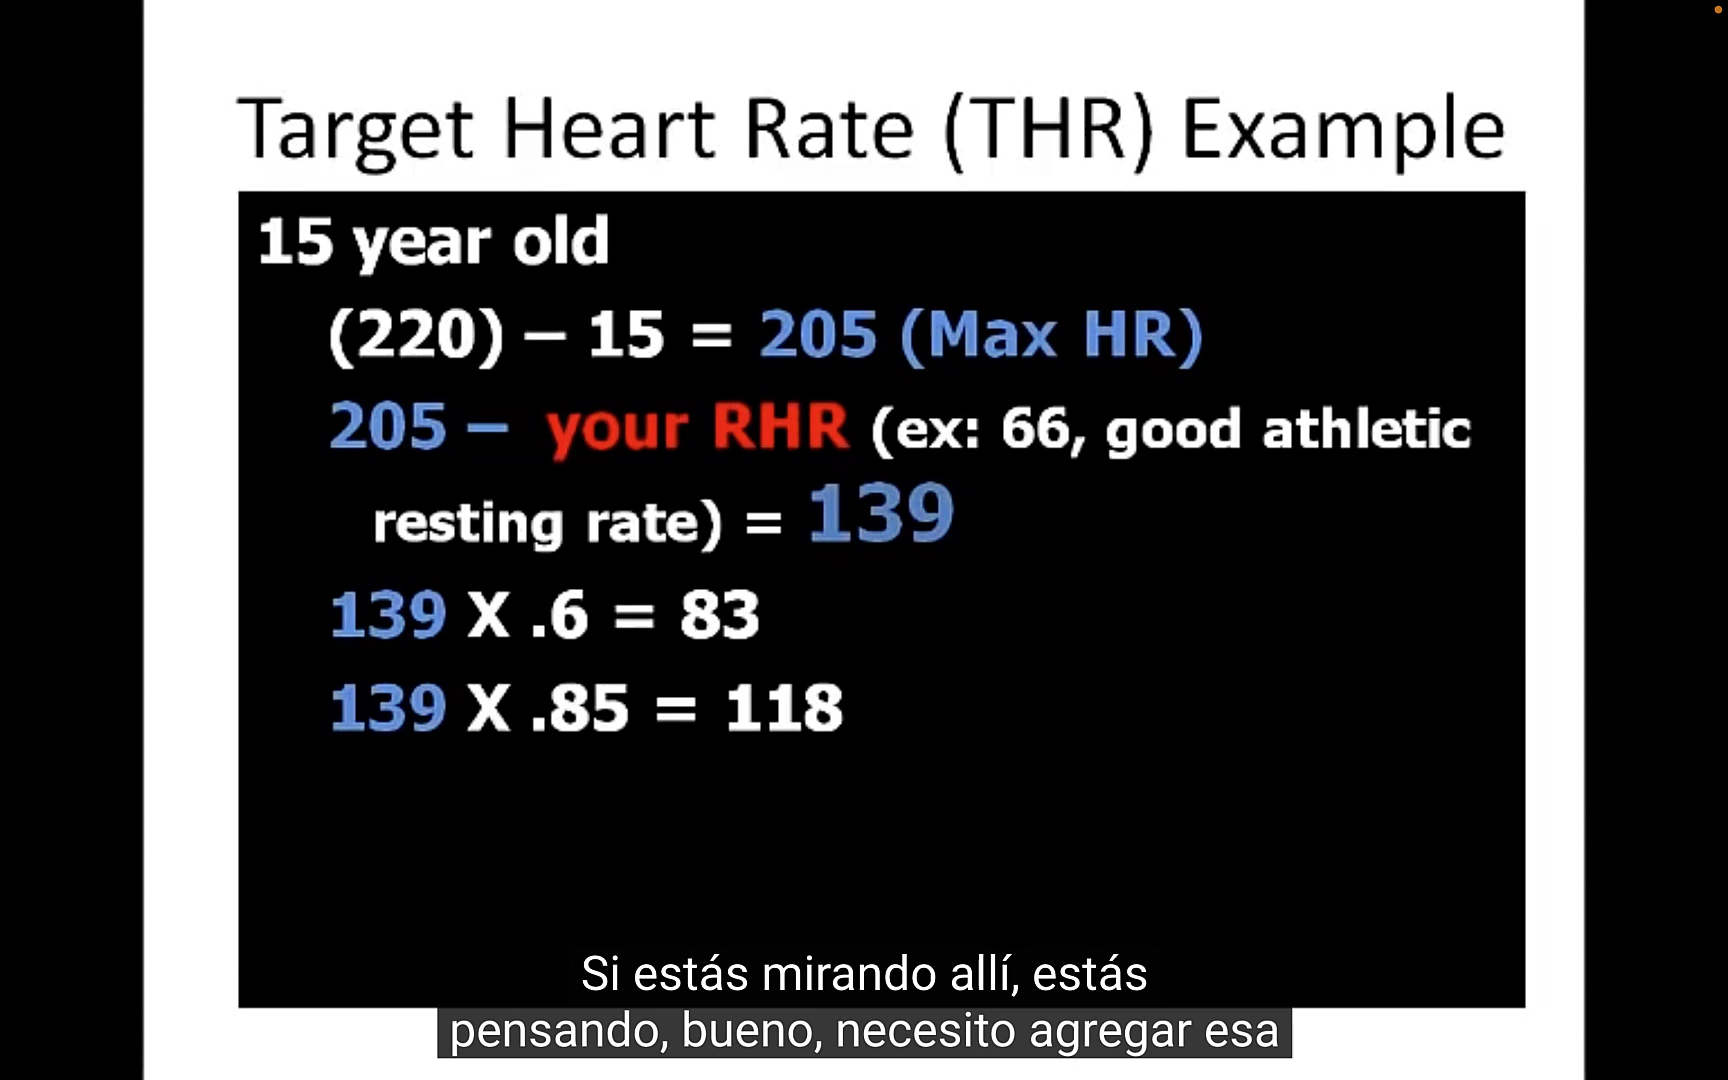 Target Heart Rate (THR) Example
15 year old
(220) – 15 = 205 (Max HR)
205 – your RHR (ex: 66, good athletic
resting rate) = 139
139 X .6 = 83
139 X .85 = 118
Si estás mirando allí, estás
pensando, bueno, necesito agregar esa